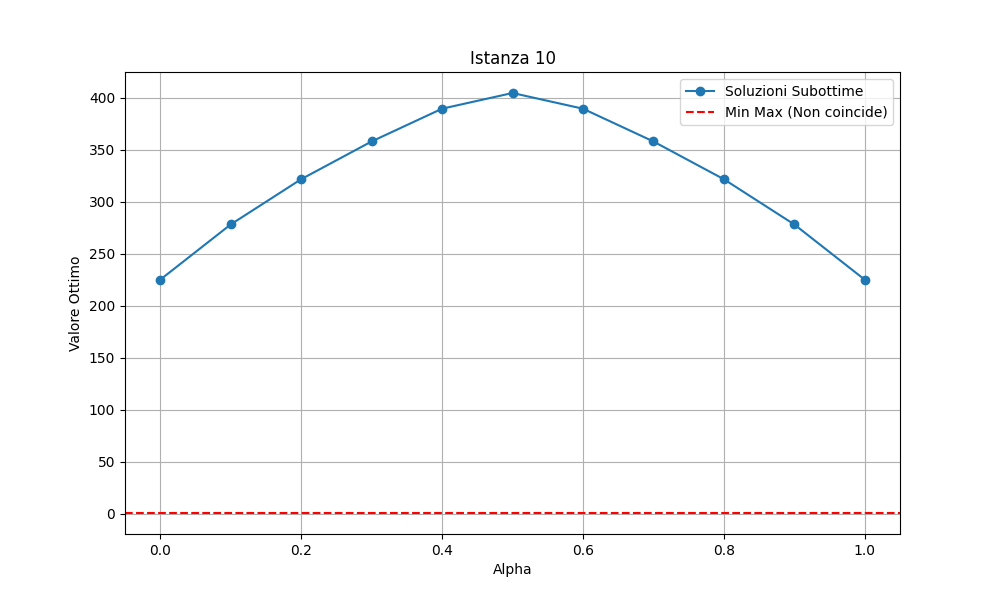 Istanza 10
Soluzioni Subottime
Min Max (Non coincide)
Valore Ottimo
400
350
300
250
200
150
100
50
0
0.0 0.2 0.4 0.6 0.8 1.0
Alpha